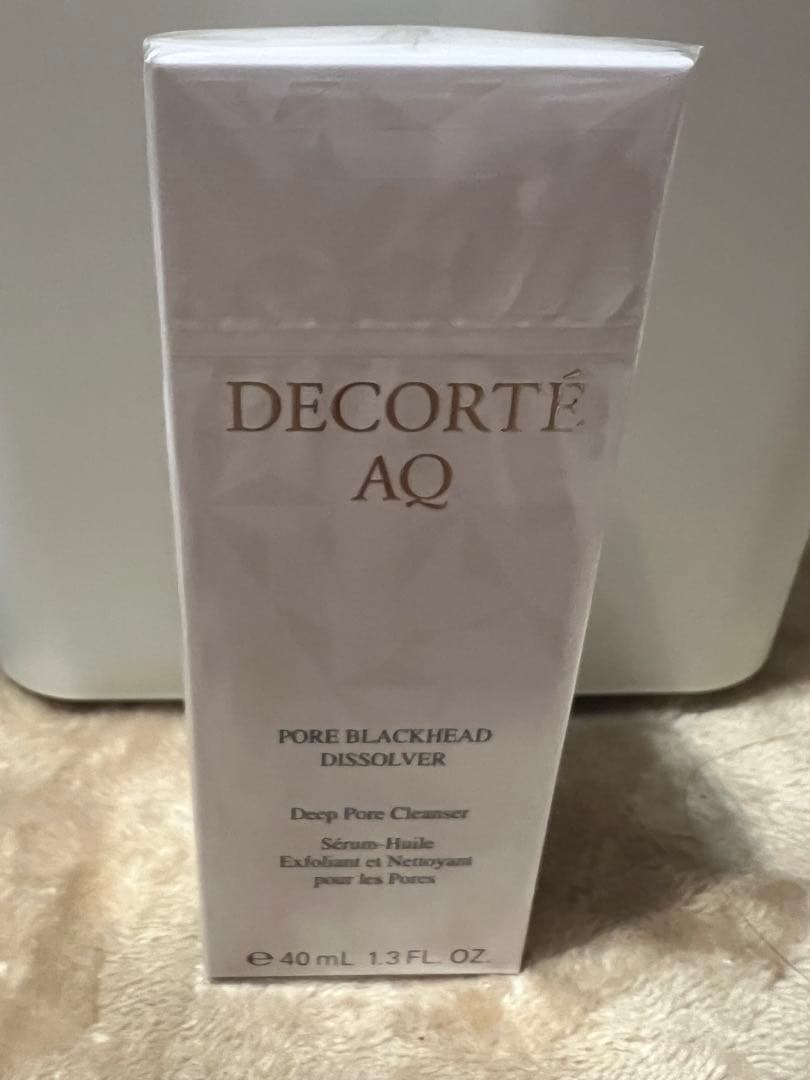 DECORTÉ
AQ
PORE BLACKHEAD
DISSOLVER
Deep Pore Cleanser
Sérum-Huile
Exfoliant et Nettoyant
pour les Pores
℮ 40 mL 1.3 FL. OZ.